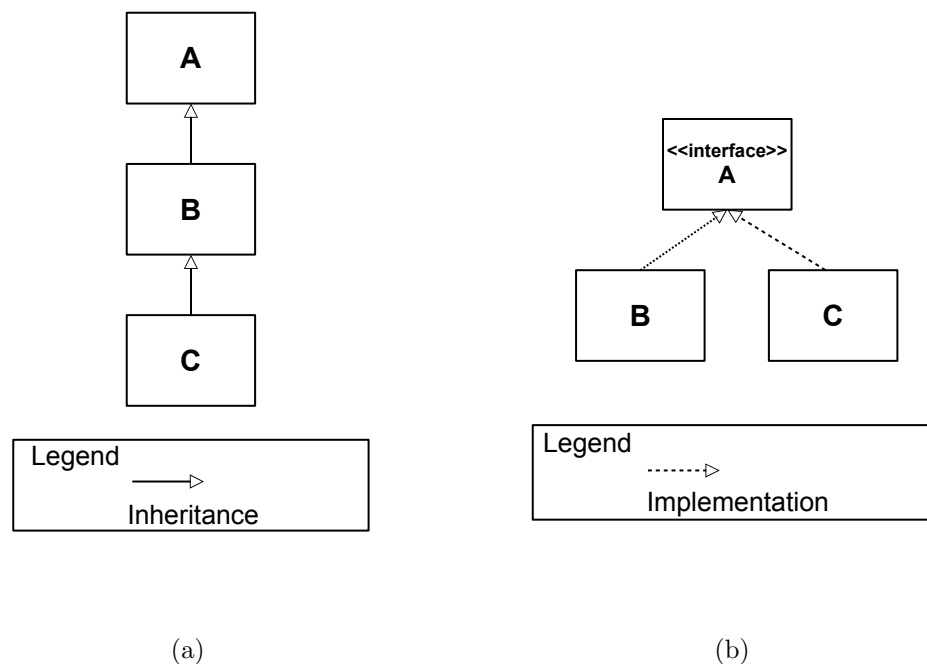 A
B
C
Legend
Inheritance
(a)
<<interface>>
A
B
C
Legend
Implementation
(b)